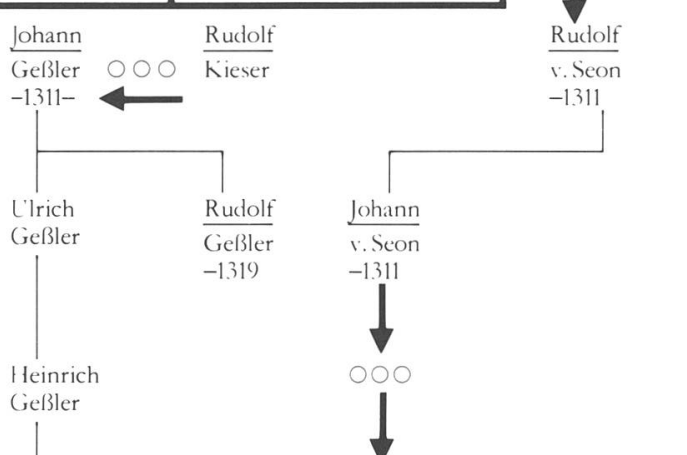 Johann
Geßler
–1311–
Rudolf
Kieser
Rudolf
v. Seon
–1311
Ulrich
Geßler
Rudolf
Geßler
–1319
Johann
v. Seon
–1311
Heinrich
Geßler